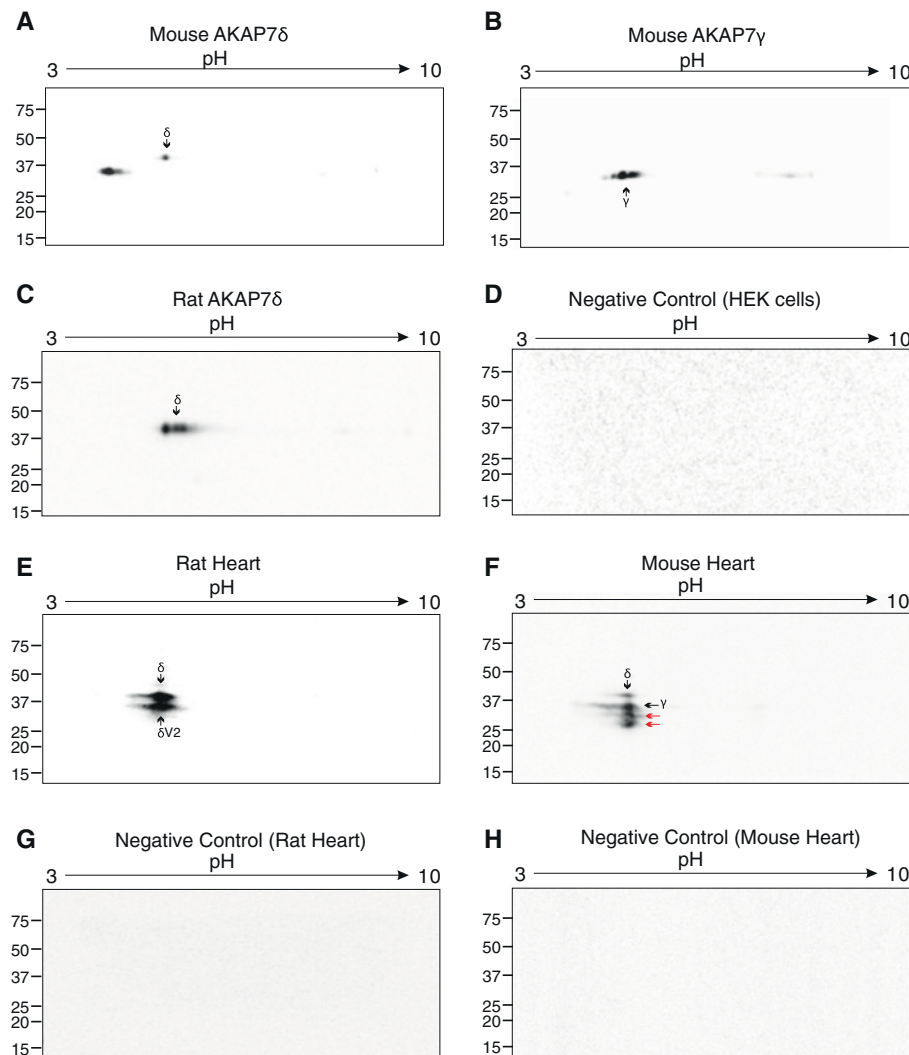 A
Mouse AKAP7δ
pH
3 10
75
50
37
25
20
15
δ
B
Mouse AKAP7γ
pH
3 10
75
50
37
25
20
15
γ
C
Rat AKAP7δ
pH
3 10
75
50
37
25
20
15
δ
D
Negative Control (HEK cells)
pH
3 10
75
50
37
25
20
15
E
Rat Heart
pH
3 10
75
50
37
25
20
15
δ
δV2
F
Mouse Heart
pH
3 10
75
50
37
25
20
15
δ
γ
G
Negative Control (Rat Heart)
pH
3 10
75
50
37
25
20
15
H
Negative Control (Mouse Heart)
pH
3 10
75
50
37
25
20
15